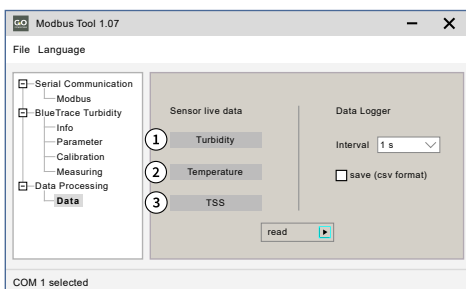 GO Modbus Tool 1.07
File Language
Serial Communication
Modbus
BlueTrace Turbidity
Info
Parameter
Calibration
Measuring
Data Processing
Data
Sensor live data
1 Turbidity
2 Temperature
3 TSS
Data Logger
Interval 1 s
save (csv format)
read
COM 1 selected